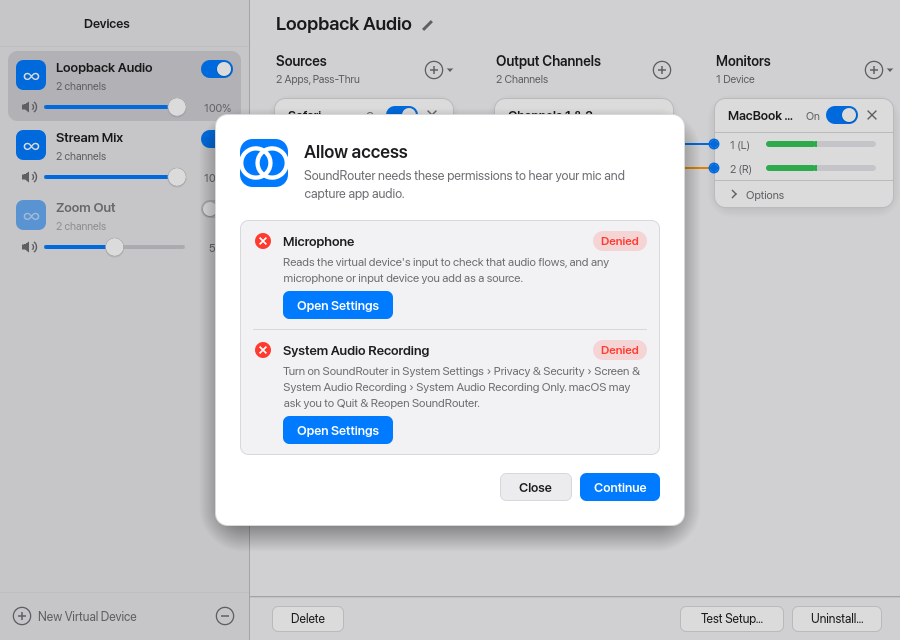 Devices
Loopback Audio
2 channels
100%
Stream Mix
2 channels
Zoom Out
2 channels
New Virtual Device
Loopback Audio
Sources
2 Apps, Pass-Thru
Output Channels
2 Channels
Monitors
1 Device
MacBook ...
On
1 (L)
2 (R)
Options
Allow access
SoundRouter needs these permissions to hear your mic and
capture app audio.
Microphone
Denied
Reads the virtual device's input to check that audio flows, and any
microphone or input device you add as a source.
Open Settings
System Audio Recording
Denied
Turn on SoundRouter in System Settings › Privacy & Security › Screen &
System Audio Recording › System Audio Recording Only. macOS may
ask you to Quit & Reopen SoundRouter.
Open Settings
Close
Continue
Delete
Test Setup...
Uninstall...